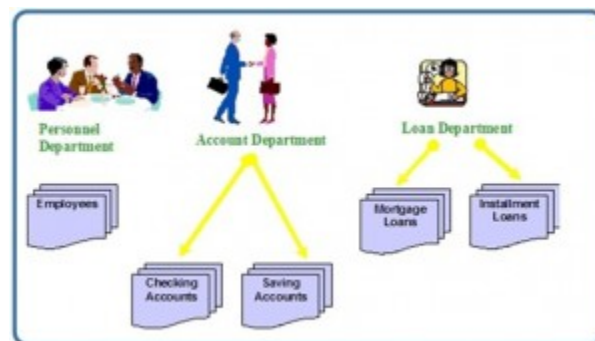 Personnel
Department
Account Department
Loan Department
Employees
Mortgage
Loans
Installment
Loans
Checking
Accounts
Saving
Accounts